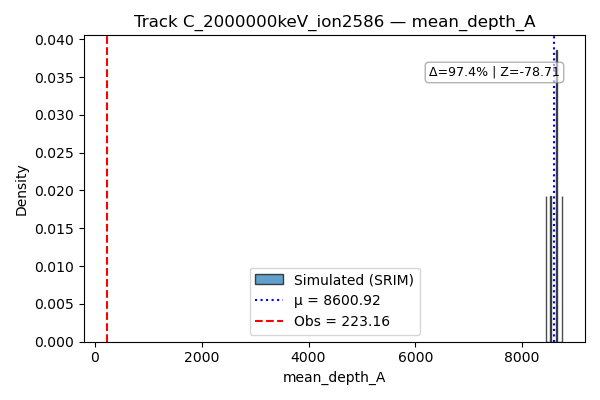 Track C_2000000keV_ion2586 — mean_depth_A
0.040
0.035
0.030
0.025
0.020
0.015
0.010
0.005
0.000
Density
Δ=97.4% | Z=-78.71
Simulated (SRIM)
μ = 8600.92
Obs = 223.16
0
2000
4000
6000
8000
mean_depth_A